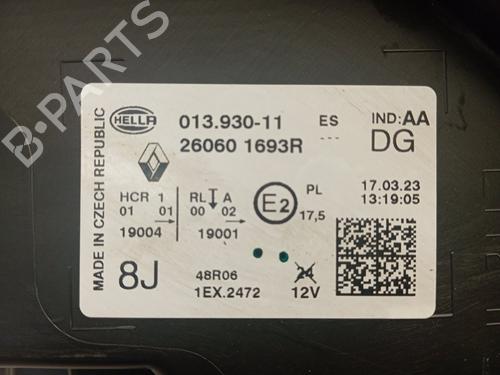 B-PARTS
MADE IN CZECH REPUBLIC
HELLA
013.930-11 ES IND:AA
26060 1693R --- DG
HCR 1 RL A PL 17.03.23
01 01 00 02 E2 17,5 13:19:05
19004 19001
8J 48R06 24
1EX.2472 12V